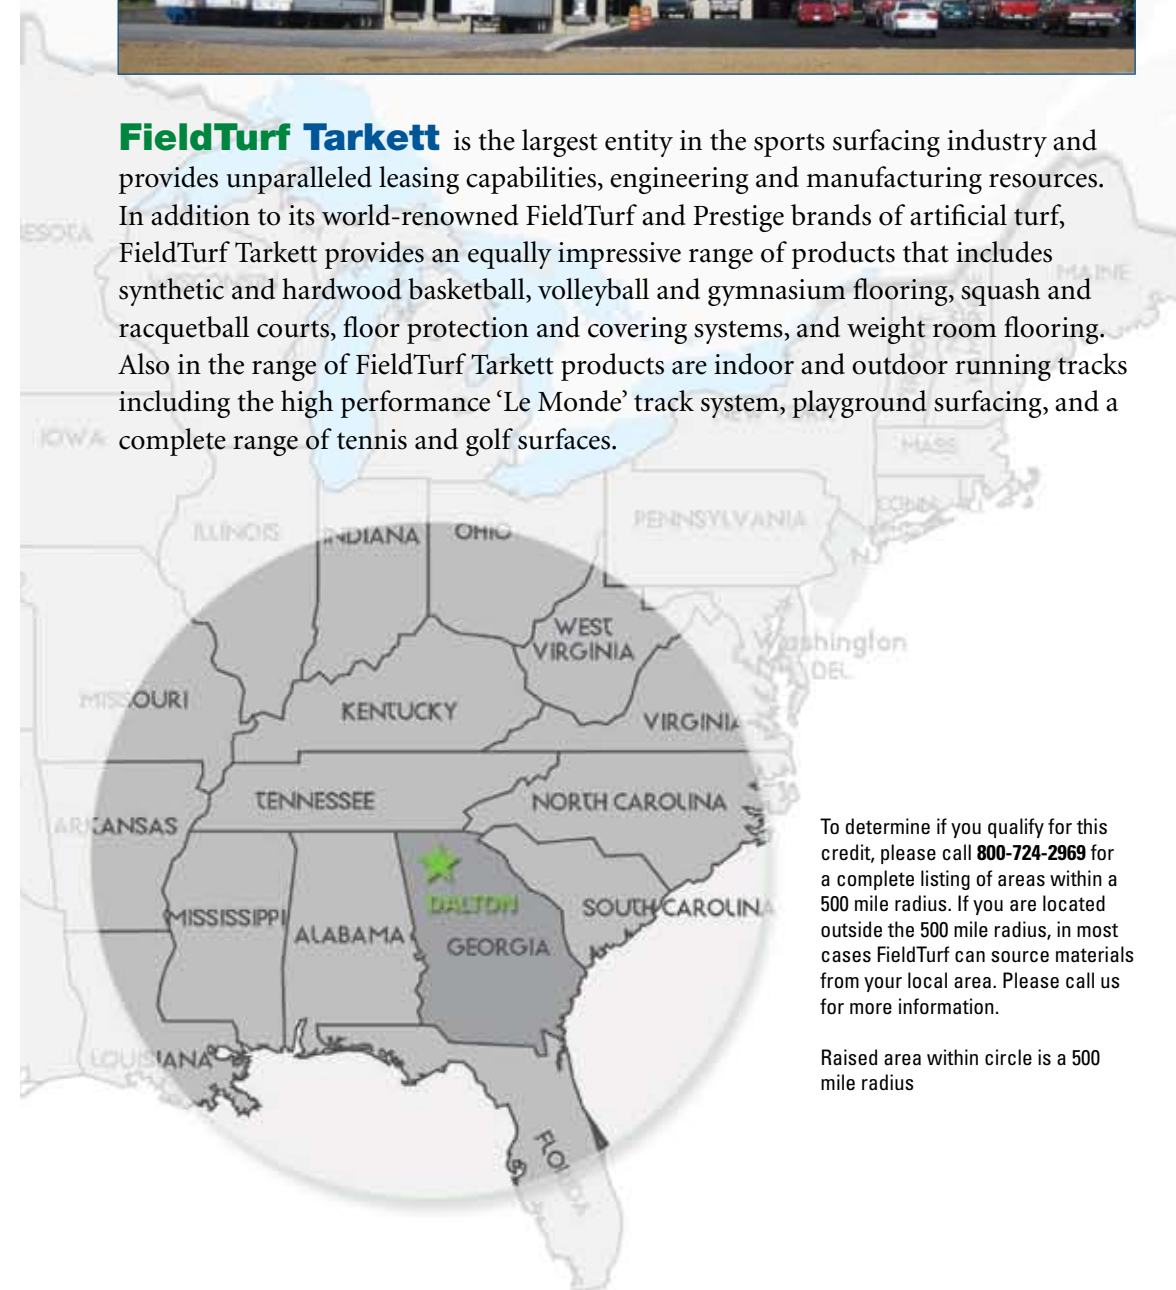 FieldTurf Tarkett is the largest entity in the sports surfacing industry and
provides unparalleled leasing capabilities, engineering and manufacturing resources.
In addition to its world-renowned FieldTurf and Prestige brands of artificial turf,
FieldTurf Tarkett provides an equally impressive range of products that includes
synthetic and hardwood basketball, volleyball and gymnasium flooring, squash and
racquetball courts, floor protection and covering systems, and weight room flooring.
Also in the range of FieldTurf Tarkett products are indoor and outdoor running tracks
including the high performance ‘Le Monde’ track system, playground surfacing, and a
complete range of tennis and golf surfaces.
ESOTA
WISCONSIN
MAINE
IOWA
NEW YORK
MASS
CONN
ILLINOIS
INDIANA
OHIO
PENNSYLVANIA
NJ
WEST
VIRGINIA
Washington
DEL
MISSOURI
KENTUCKY
VIRGINIA
TENNESSEE
NORTH CAROLINA
ARKANSAS
DALTON
MISSISSIPPI
ALABAMA
GEORGIA
SOUTH CAROLINA
LOUISIANA
FLORIDA
To determine if you qualify for this
credit, please call 800-724-2969 for
a complete listing of areas within a
500 mile radius. If you are located
outside the 500 mile radius, in most
cases FieldTurf can source materials
from your local area. Please call us
for more information.
Raised area within circle is a 500
mile radius